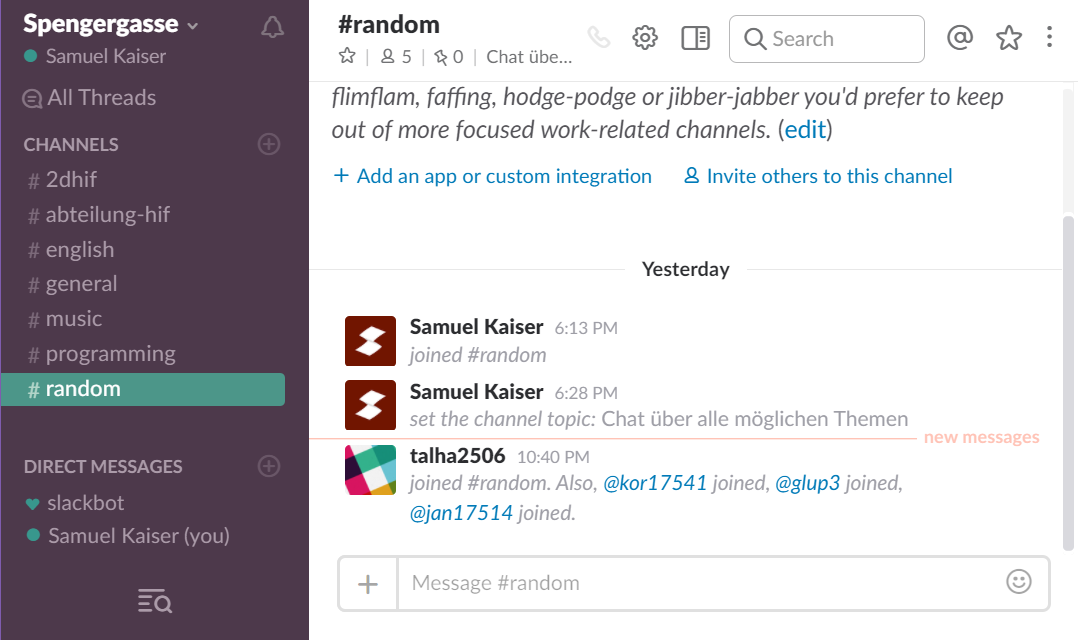 Spengergasse
Samuel Kaiser
All Threads
CHANNELS
# 2dhif
# abteilung-hif
# english
# general
# music
# programming
# random
DIRECT MESSAGES
slackbot
Samuel Kaiser (you)
#random
5 | 0 | Chat übe...
Search
flimflam, faffing, hodge-podge or jibber-jabber you'd prefer to keep
out of more focused work-related channels. (edit)
+ Add an app or custom integration Invite others to this channel
Yesterday
Samuel Kaiser 6:13 PM
joined #random
Samuel Kaiser 6:28 PM
set the channel topic: Chat über alle möglichen Themen
new messages
talha2506 10:40 PM
joined #random. Also, @kor17541 joined, @glup3 joined,
@jan17514 joined.
+ Message #random